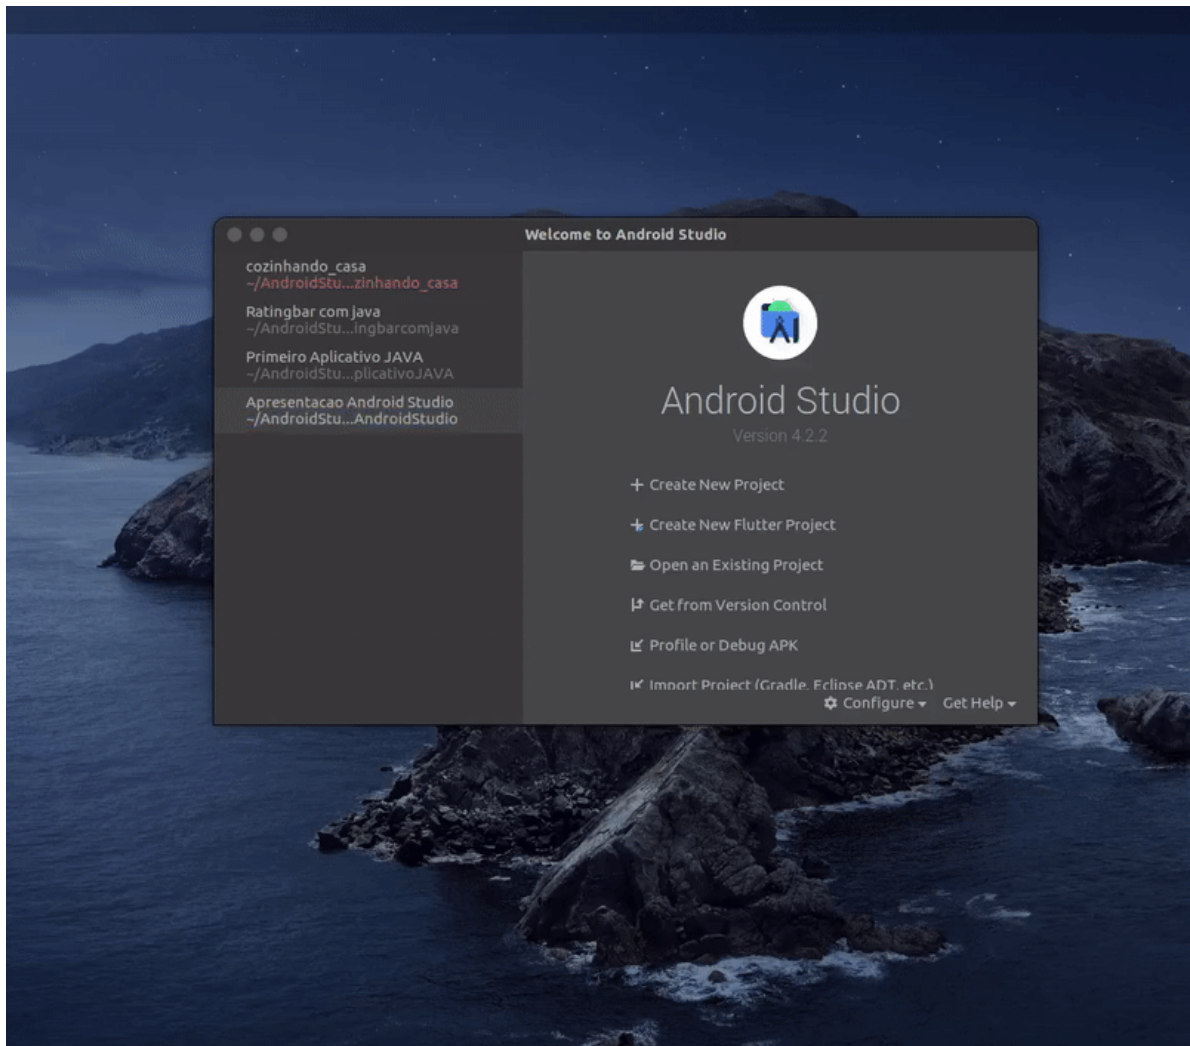 Welcome to Android Studio
cozinhando_casa
~/AndroidStu...zinhando_casa
Ratingbar com java
~/AndroidStu...ingbarcomjava
Primeiro Aplicativo JAVA
~/AndroidStu...plicativoJAVA
Apresentacao Android Studio
~/AndroidStu...AndroidStudio
Android Studio
Version 4.2.2
Create New Project
Create New Flutter Project
Open an Existing Project
Get from Version Control
Profile or Debug APK
Import Project (Gradle, Eclipse ADT, etc.)
Configure
Get Help